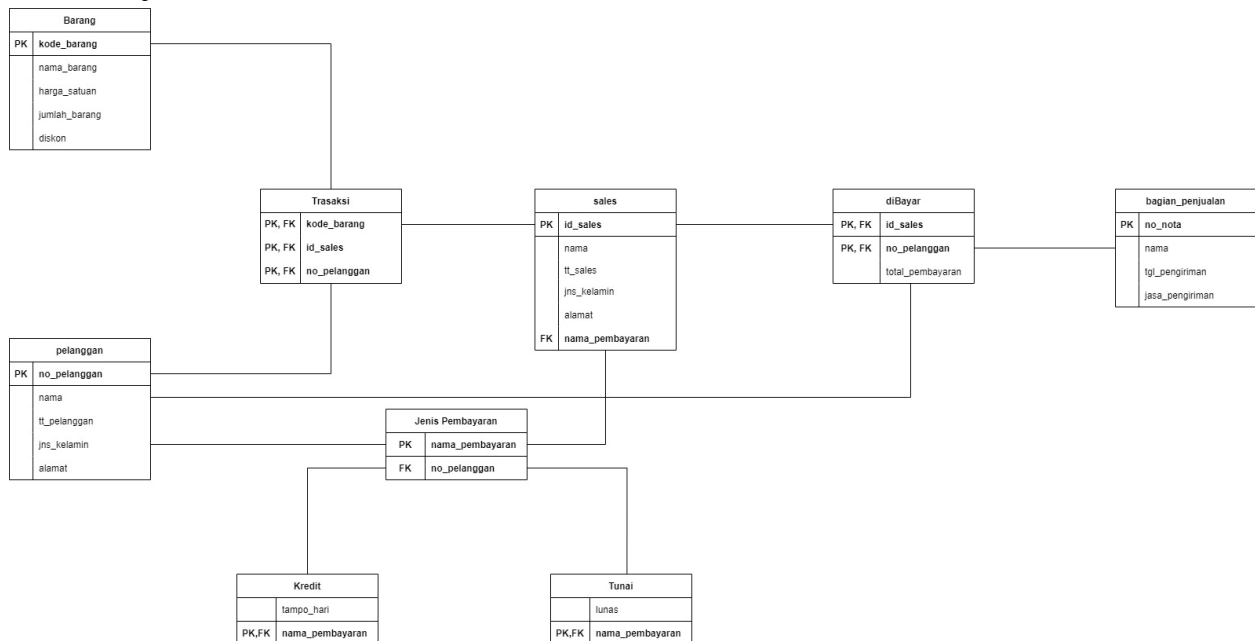 Barang
PK kode_barang
nama_barang
harga_satuan
jumlah_barang
diskon
Trasaksi
PK, FK kode_barang
PK, FK id_sales
PK, FK no_pelanggan
sales
PK id_sales
nama
tt_sales
jns_kelamin
alamat
FK nama_pembayaran
diBayar
PK, FK id_sales
PK, FK no_pelanggan
total_pembayaran
bagian_penjualan
PK no_nota
nama
tgl_pengiriman
jasa_pengiriman
pelanggan
PK no_pelanggan
nama
tt_pelanggan
jns_kelamin
alamat
Jenis Pembayaran
PK nama_pembayaran
FK no_pelanggan
Kredit
tampo_hari
PK,FK nama_pembayaran
Tunai
lunas
PK,FK nama_pembayaran